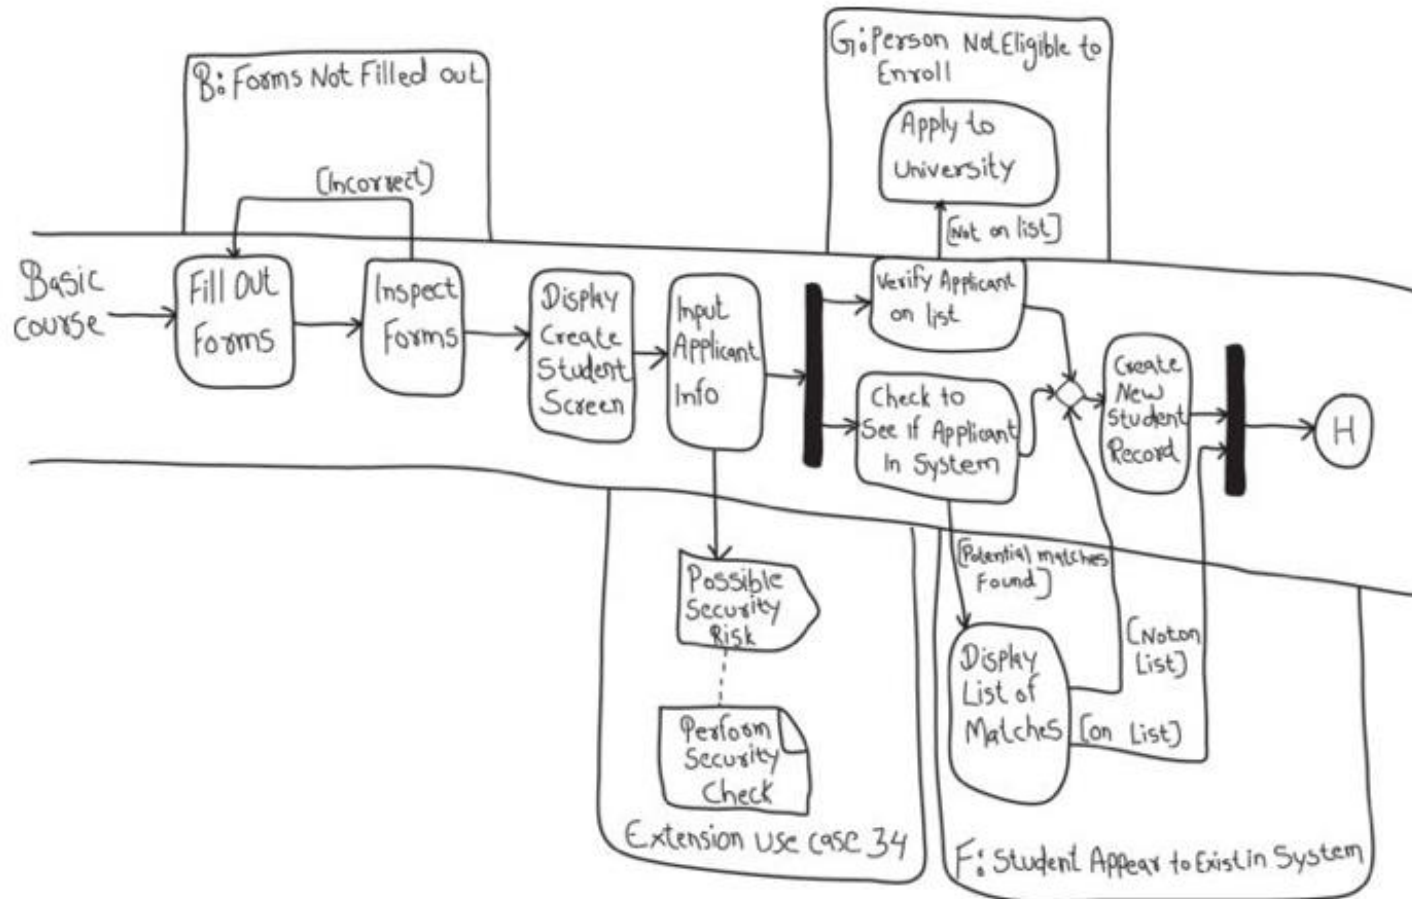 B: Forms Not Filled out
[Incorrect]
G: Person Not Eligible to
Enroll
Apply to
University
[Not on list]
Basic
course
Fill Out
Forms
Inspect
Forms
Display
Create
Student
Screen
Input
Applicant
Info
Verify Applicant
on list
Check to
See If Applicant
In System
Create
New
Student
Record
H
Possible
Security
Risk
Perform
Security
Check
Extension Use case 34
[Potential matches
Found]
Display
List of
Matches
[Not on
List]
[on List]
F: Student Appear to Exist in System